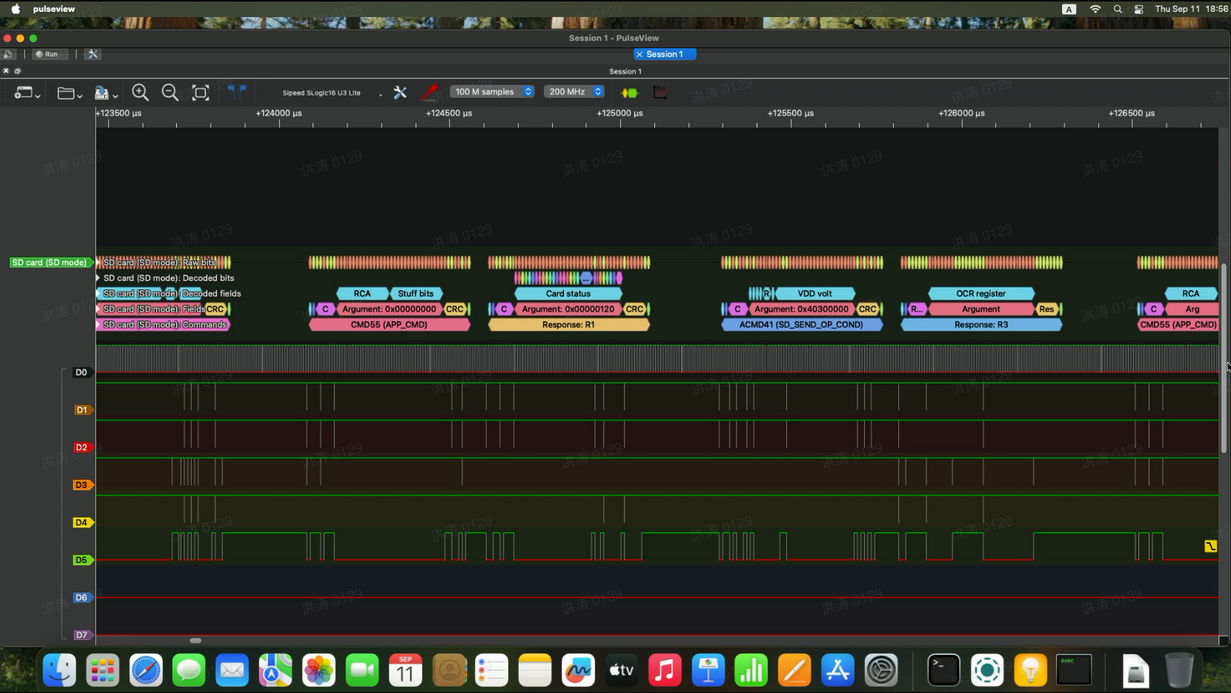 pulseview
A
Thu Sep 11 18:56
Session 1 - PulseView
Run
× Session 1
Session 1
Sipeed SLogic16 U3 Lite
100 M samples
200 MHz
+123500 µs +124000 µs +124500 µs +125000 µs +125500 µs +126000 µs +126500 µs
洪涛 0129
SD card (SD mode)
SD card (SD mode): Raw bits
SD card (SD mode): Decoded bits
SD card (SD mode): Decoded fields RCA Stuff bits Card status R VDD volt OCR register RCA
SD card (SD mode): Fields CRC C Argument: 0x00000000 CRC C Argument: 0x00000120 CRC C Argument: 0x40300000 CRC R... Argument Res C Arg
SD card (SD mode): Commands CMD55 (APP_CMD) Response: R1 ACMD41 (SD_SEND_OP_COND) Response: R3 CMD55 (APP_CMD)
D0
D1
D2
D3
D4
D5
D6
D7
SEP
11
tv
exec